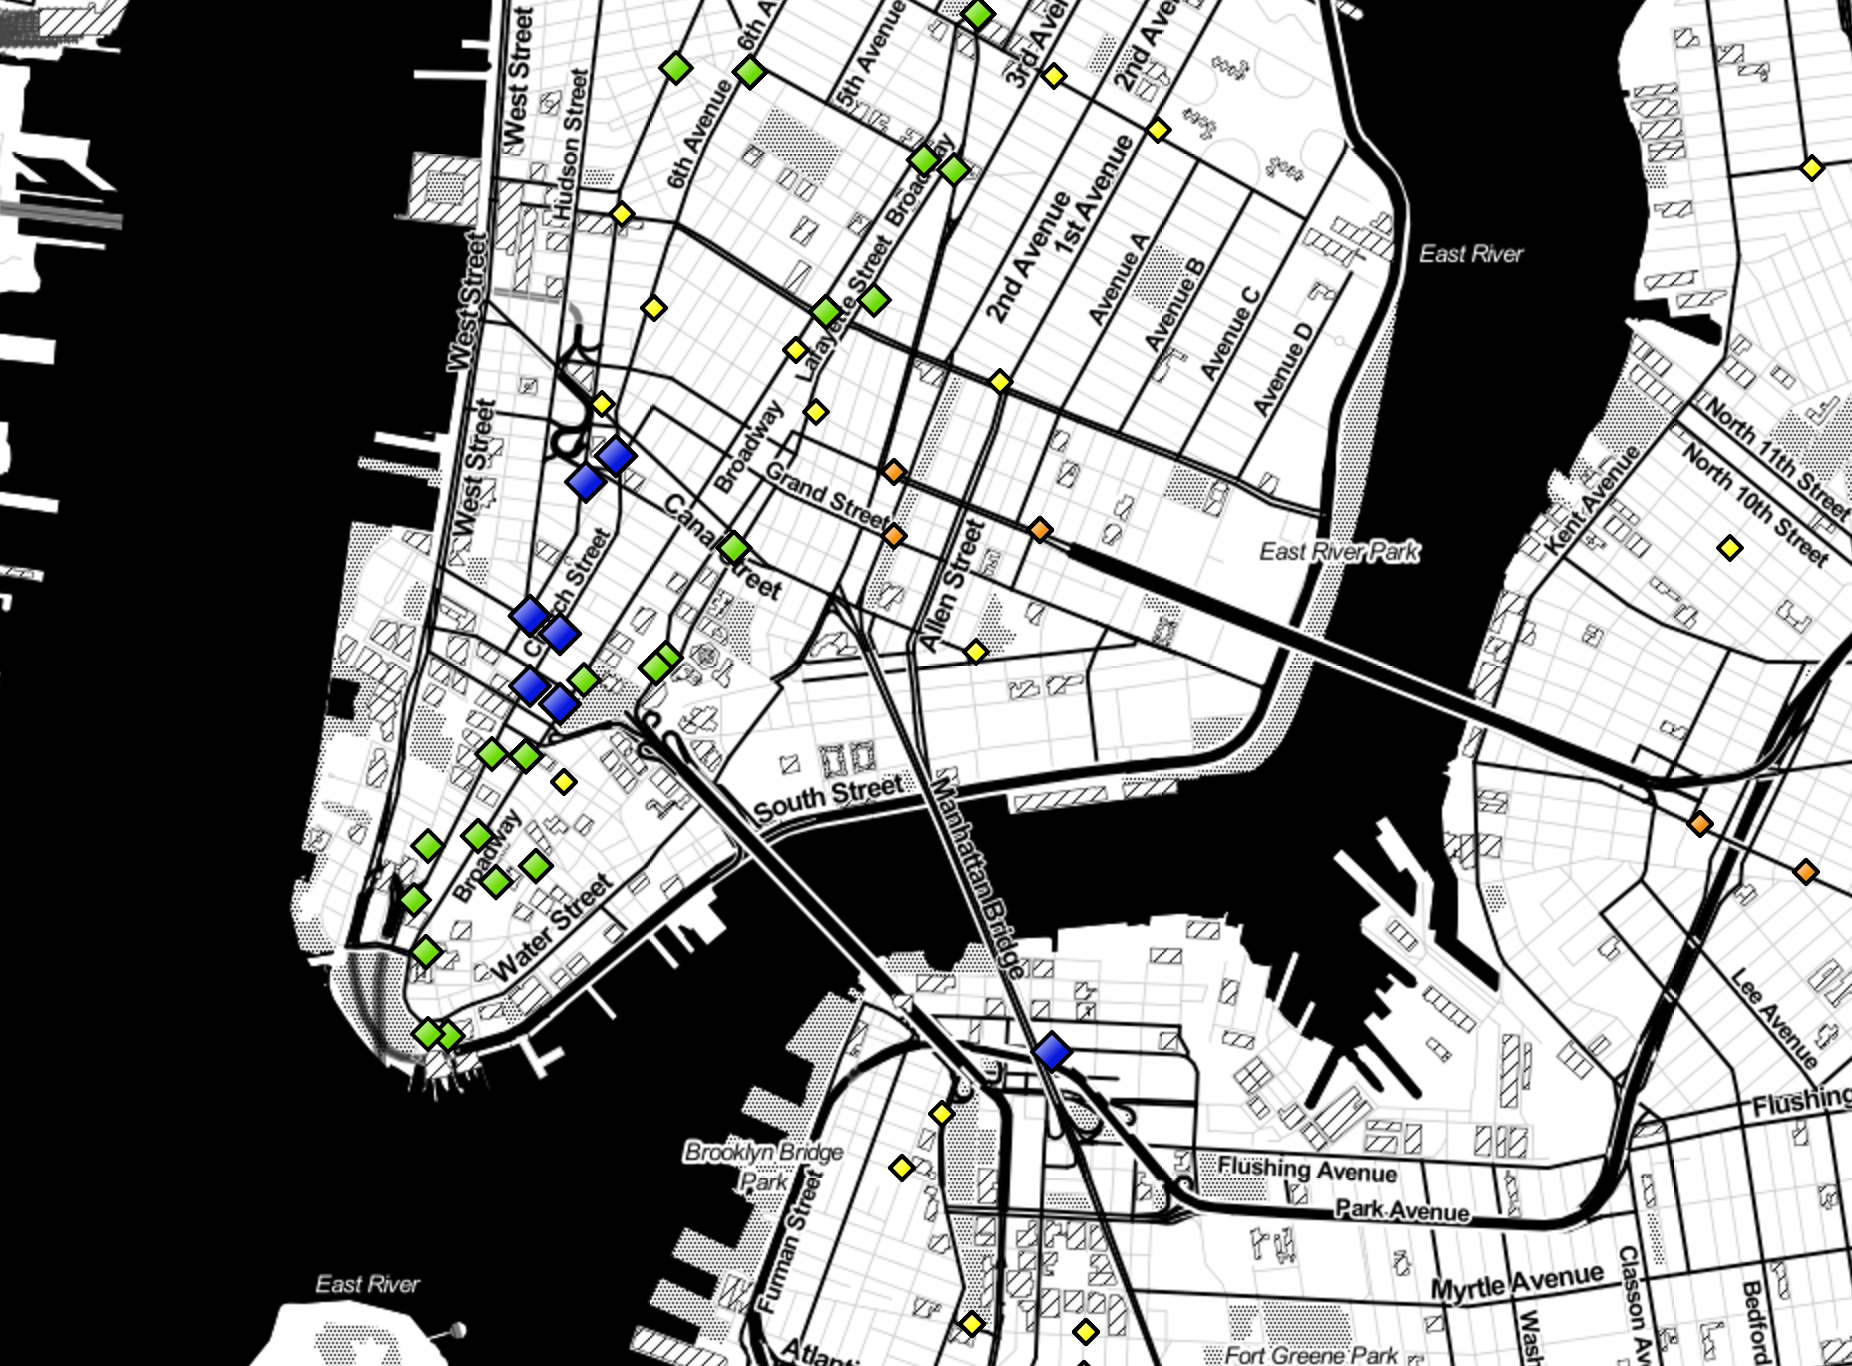 West Street
6th A
5th Avenue
3rd Aven
2nd Aven
Hudson Street
6th Avenue
Broadway
1st Avenue
2nd Avenue
Avenue A
Avenue B
Avenue C
Avenue D
East River
West Street
Lafayette Street
West Street
Broadway
Grand Street
Canal Street
Allen Street
East River Park
North 11th Street
North 10th Street
Kent Avenue
Church Street
South Street
Manhattan Bridge
Broadway
Water Street
Lee Avenue
Flushing
Brooklyn Bridge
Park
Furman Street
Flushing Avenue
Park Avenue
Myrtle Avenue
Classon Av
Bedford
Wash
East River
Atlanti
Fort Greene Park